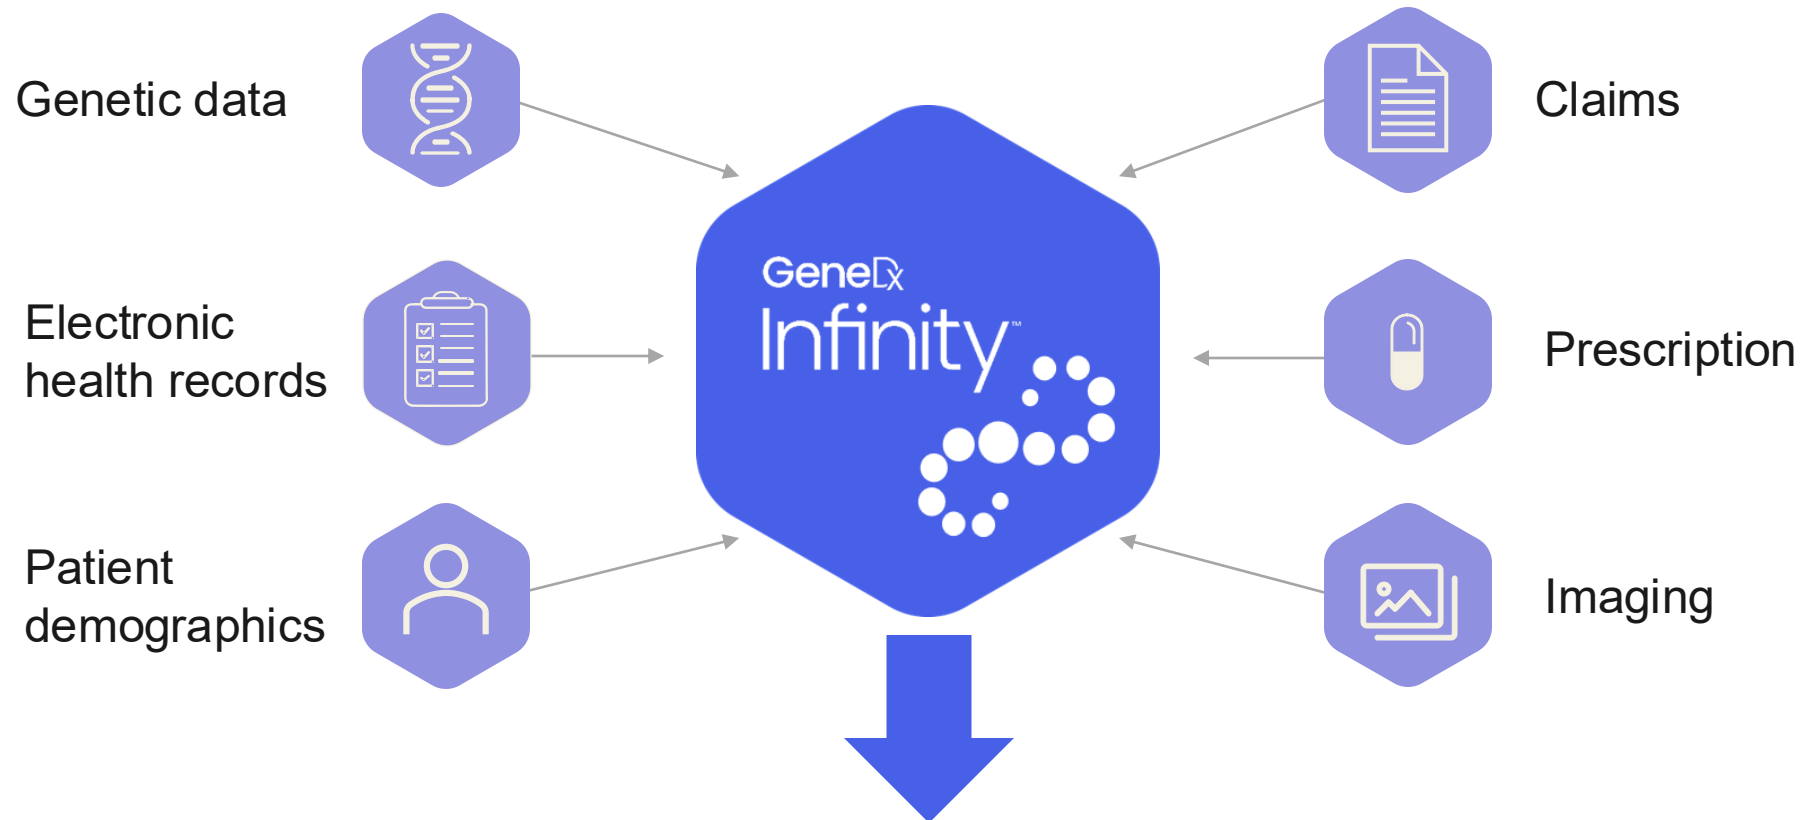 Genetic data
Electronic
health records
Patient
demographics
GeneDx
Infinity™
Claims
Prescription
Imaging